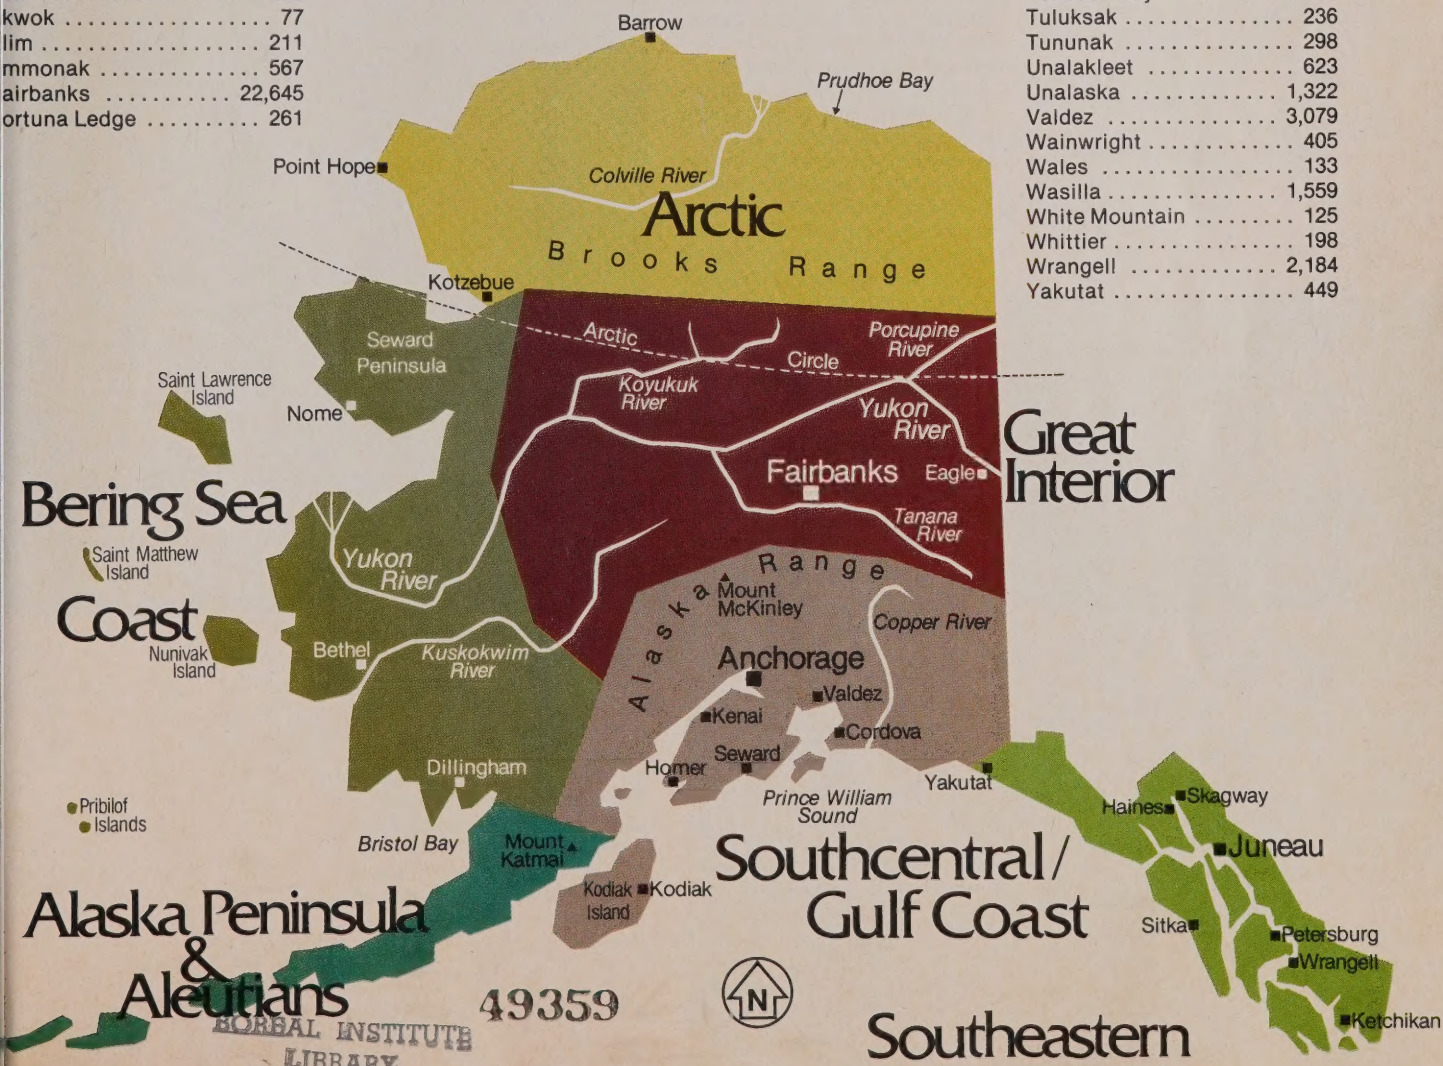 kwok ................ 77
lim .................. 211
mmonak ............... 567
airbanks .......... 22,645
ortuna Ledge .......... 261
Tuluksak ............... 236
Tununak ............... 298
Unalakleet ............ 623
Unalaska ............. 1,322
Valdez ............... 3,079
Wainwright ............ 405
Wales ................. 133
Wasilla .............. 1,559
White Mountain ......... 125
Whittier ............... 198
Wrangell ............ 2,184
Yakutat ............... 449
Barrow
Prudhoe Bay
Point Hope
Colville River
Arctic
Brooks Range
Kotzebue
Arctic
Circle
Porcupine
River
Seward
Peninsula
Saint Lawrence
Island
Nome
Koyukuk
River
Yukon
River
Great
Interior
Fairbanks
Eagle
Tanana
River
Bering Sea
Coast
Saint Matthew
Island
Yukon
River
Nunivak
Island
Bethel
Kuskokwim
River
Alaska Range
Mount
McKinley
Copper River
Anchorage
Valdez
Kenai
Cordova
Seward
Homer
Yakutat
Prince William
Sound
Dillingham
Pribilof
Islands
Bristol Bay
Mount
Katmai
Kodiak
Island
Kodiak
Southcentral/
Gulf Coast
Haines
Skagway
Juneau
Sitka
Petersburg
Wrangell
Ketchikan
Alaska Peninsula
&
Aleutians
N
Southeastern
49359
BOREAL INSTITUTE
LIBRARY